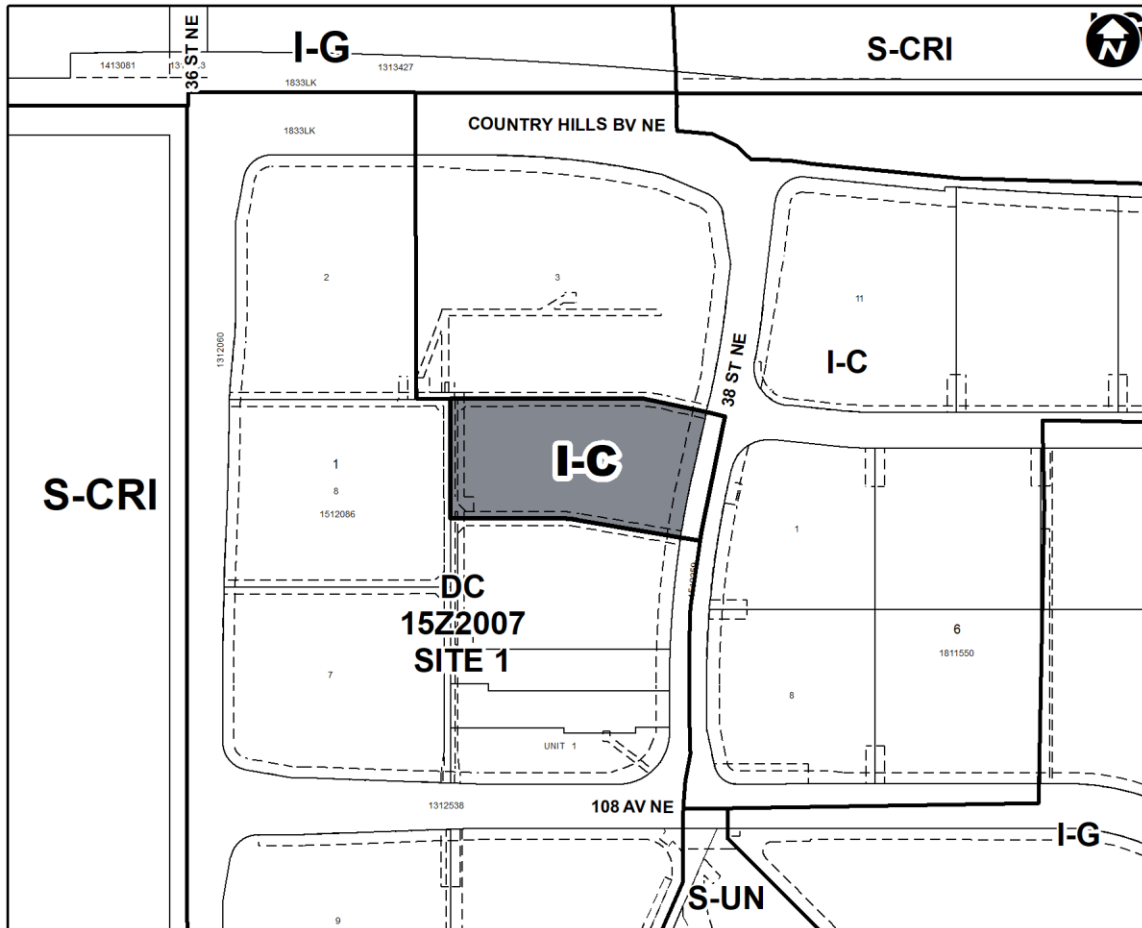 36 ST NE
I-G
S-CRI
N
1413081
1313427
1833LK
1833LK
COUNTRY HILLS BV NE
2
3
11
1312060
38 ST NE
I-C
I-C
S-CRI
1
8
1512086
1
DC
15Z2007
SITE 1
6
1811550
7
8
UNIT 1
1312538
108 AV NE
I-G
S-UN
9